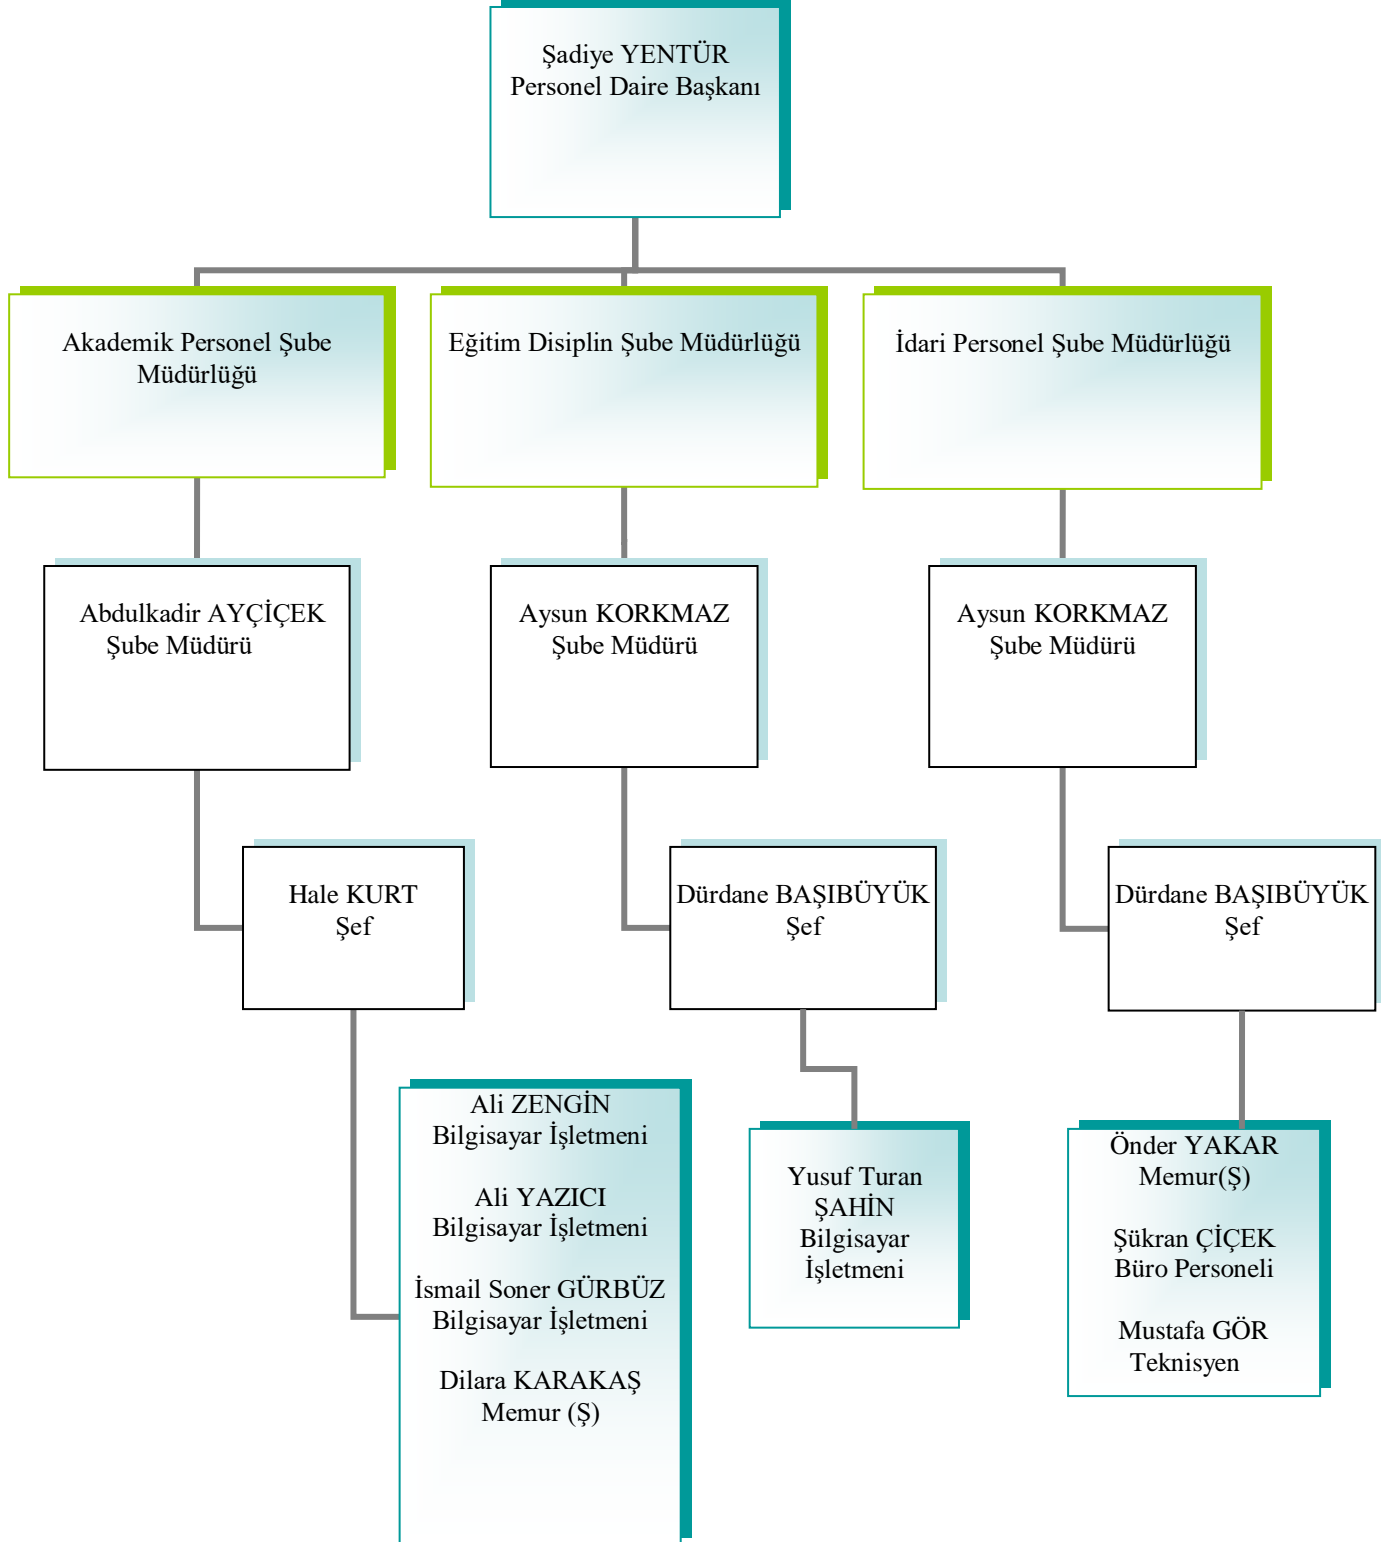 Şadiye YENTÜR
Personel Daire Başkanı
Akademik Personel Şube
Müdürlüğü
Eğitim Disiplin Şube Müdürlüğü
İdari Personel Şube Müdürlüğü
Abdulkadir AYÇİÇEK
Şube Müdürü
Aysun KORKMAZ
Şube Müdürü
Aysun KORKMAZ
Şube Müdürü
Hale KURT
Şef
Dürdane BAŞIBÜYÜK
Şef
Dürdane BAŞIBÜYÜK
Şef
Ali ZENGİN
Bilgisayar İşletmeni
Ali YAZICI
Bilgisayar İşletmeni
İsmail Soner GÜRBÜZ
Bilgisayar İşletmeni
Dilara KARAKAŞ
Memur (Ş)
Yusuf Turan
ŞAHİN
Bilgisayar
İşletmeni
Önder YAKAR
Memur(Ş)
Şükran ÇİÇEK
Büro Personeli
Mustafa GÖR
Teknisyen